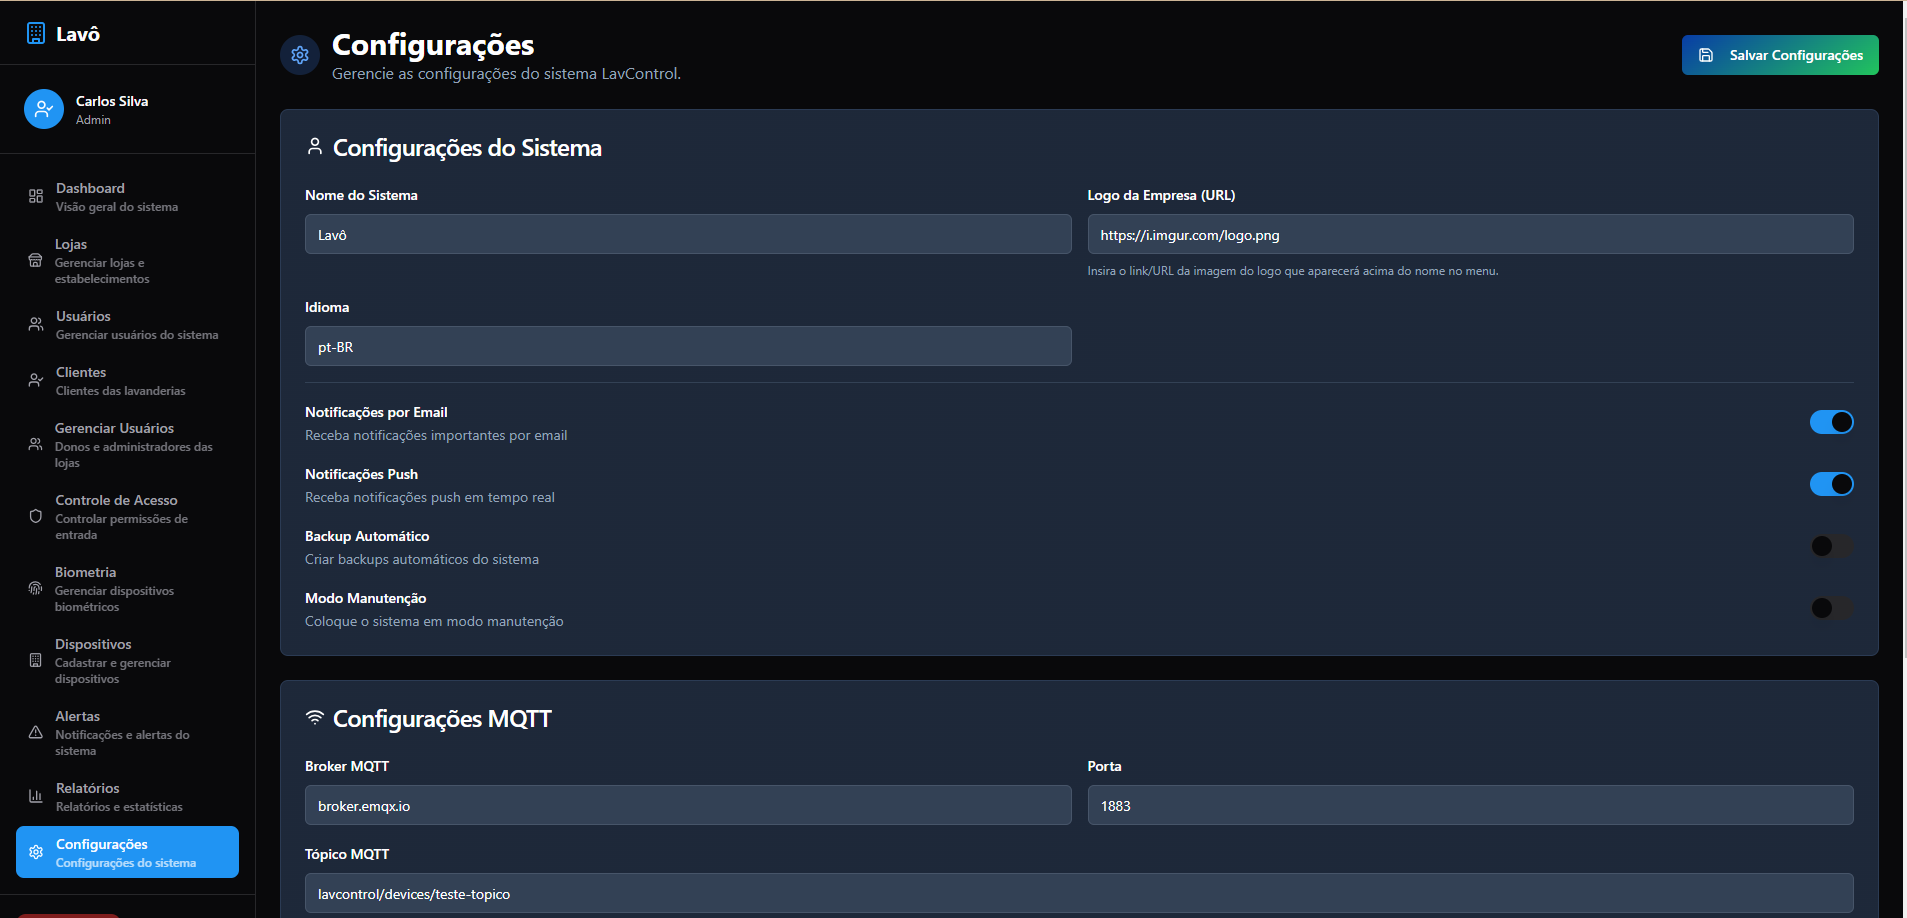 Lavô
Carlos Silva
Admin
Dashboard
Visão geral do sistema
Lojas
Gerenciar lojas e
estabelecimentos
Usuários
Gerenciar usuários do sistema
Clientes
Clientes das lavanderias
Gerenciar Usuários
Donos e administradores das
lojas
Controle de Acesso
Controlar permissões de
entrada
Biometria
Gerenciar dispositivos
biométricos
Dispositivos
Cadastrar e gerenciar
dispositivos
Alertas
Notificações e alertas do
sistema
Relatórios
Relatórios e estatísticas
Configurações
Configurações do sistema
Configurações
Gerencie as configurações do sistema LavControl.
Salvar Configurações
Configurações do Sistema
Nome do Sistema
Lavô
Logo da Empresa (URL)
https://i.imgur.com/logo.png
Insira o link/URL da imagem do logo que aparecerá acima do nome no menu.
Idioma
pt-BR
Notificações por Email
Receba notificações importantes por email
Notificações Push
Receba notificações push em tempo real
Backup Automático
Criar backups automáticos do sistema
Modo Manutenção
Coloque o sistema em modo manutenção
Configurações MQTT
Broker MQTT
broker.emqx.io
Porta
1883
Tópico MQTT
lavcontrol/devices/teste-topico